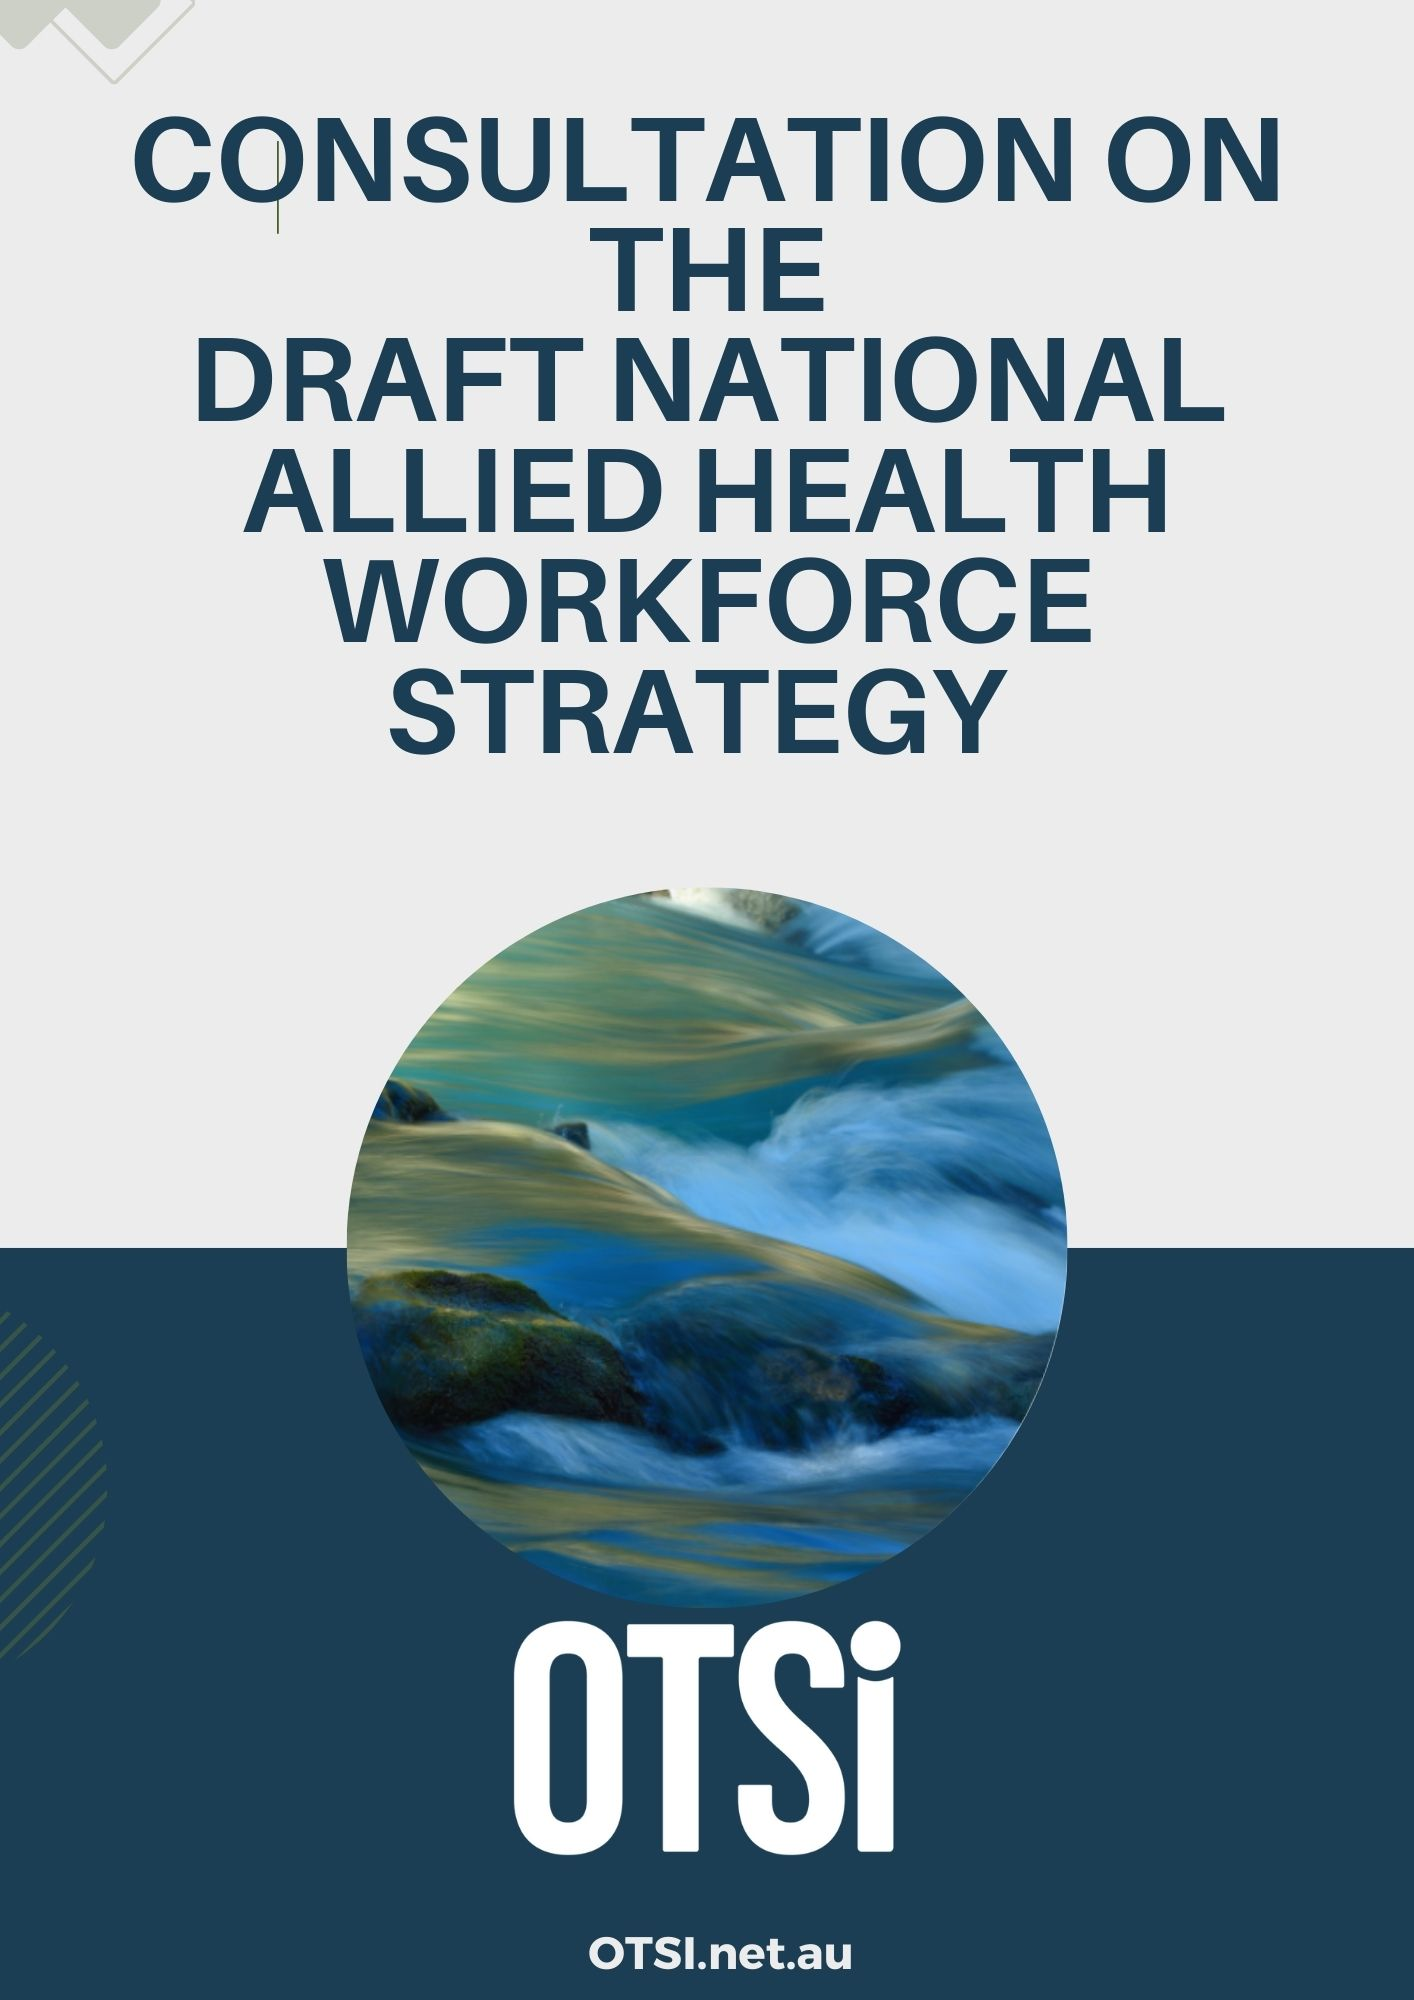 CONSULTATION ON
THE
DRAFT NATIONAL
ALLIED HEALTH
WORKFORCE
STRATEGY
OTSi
OTSI.net.au